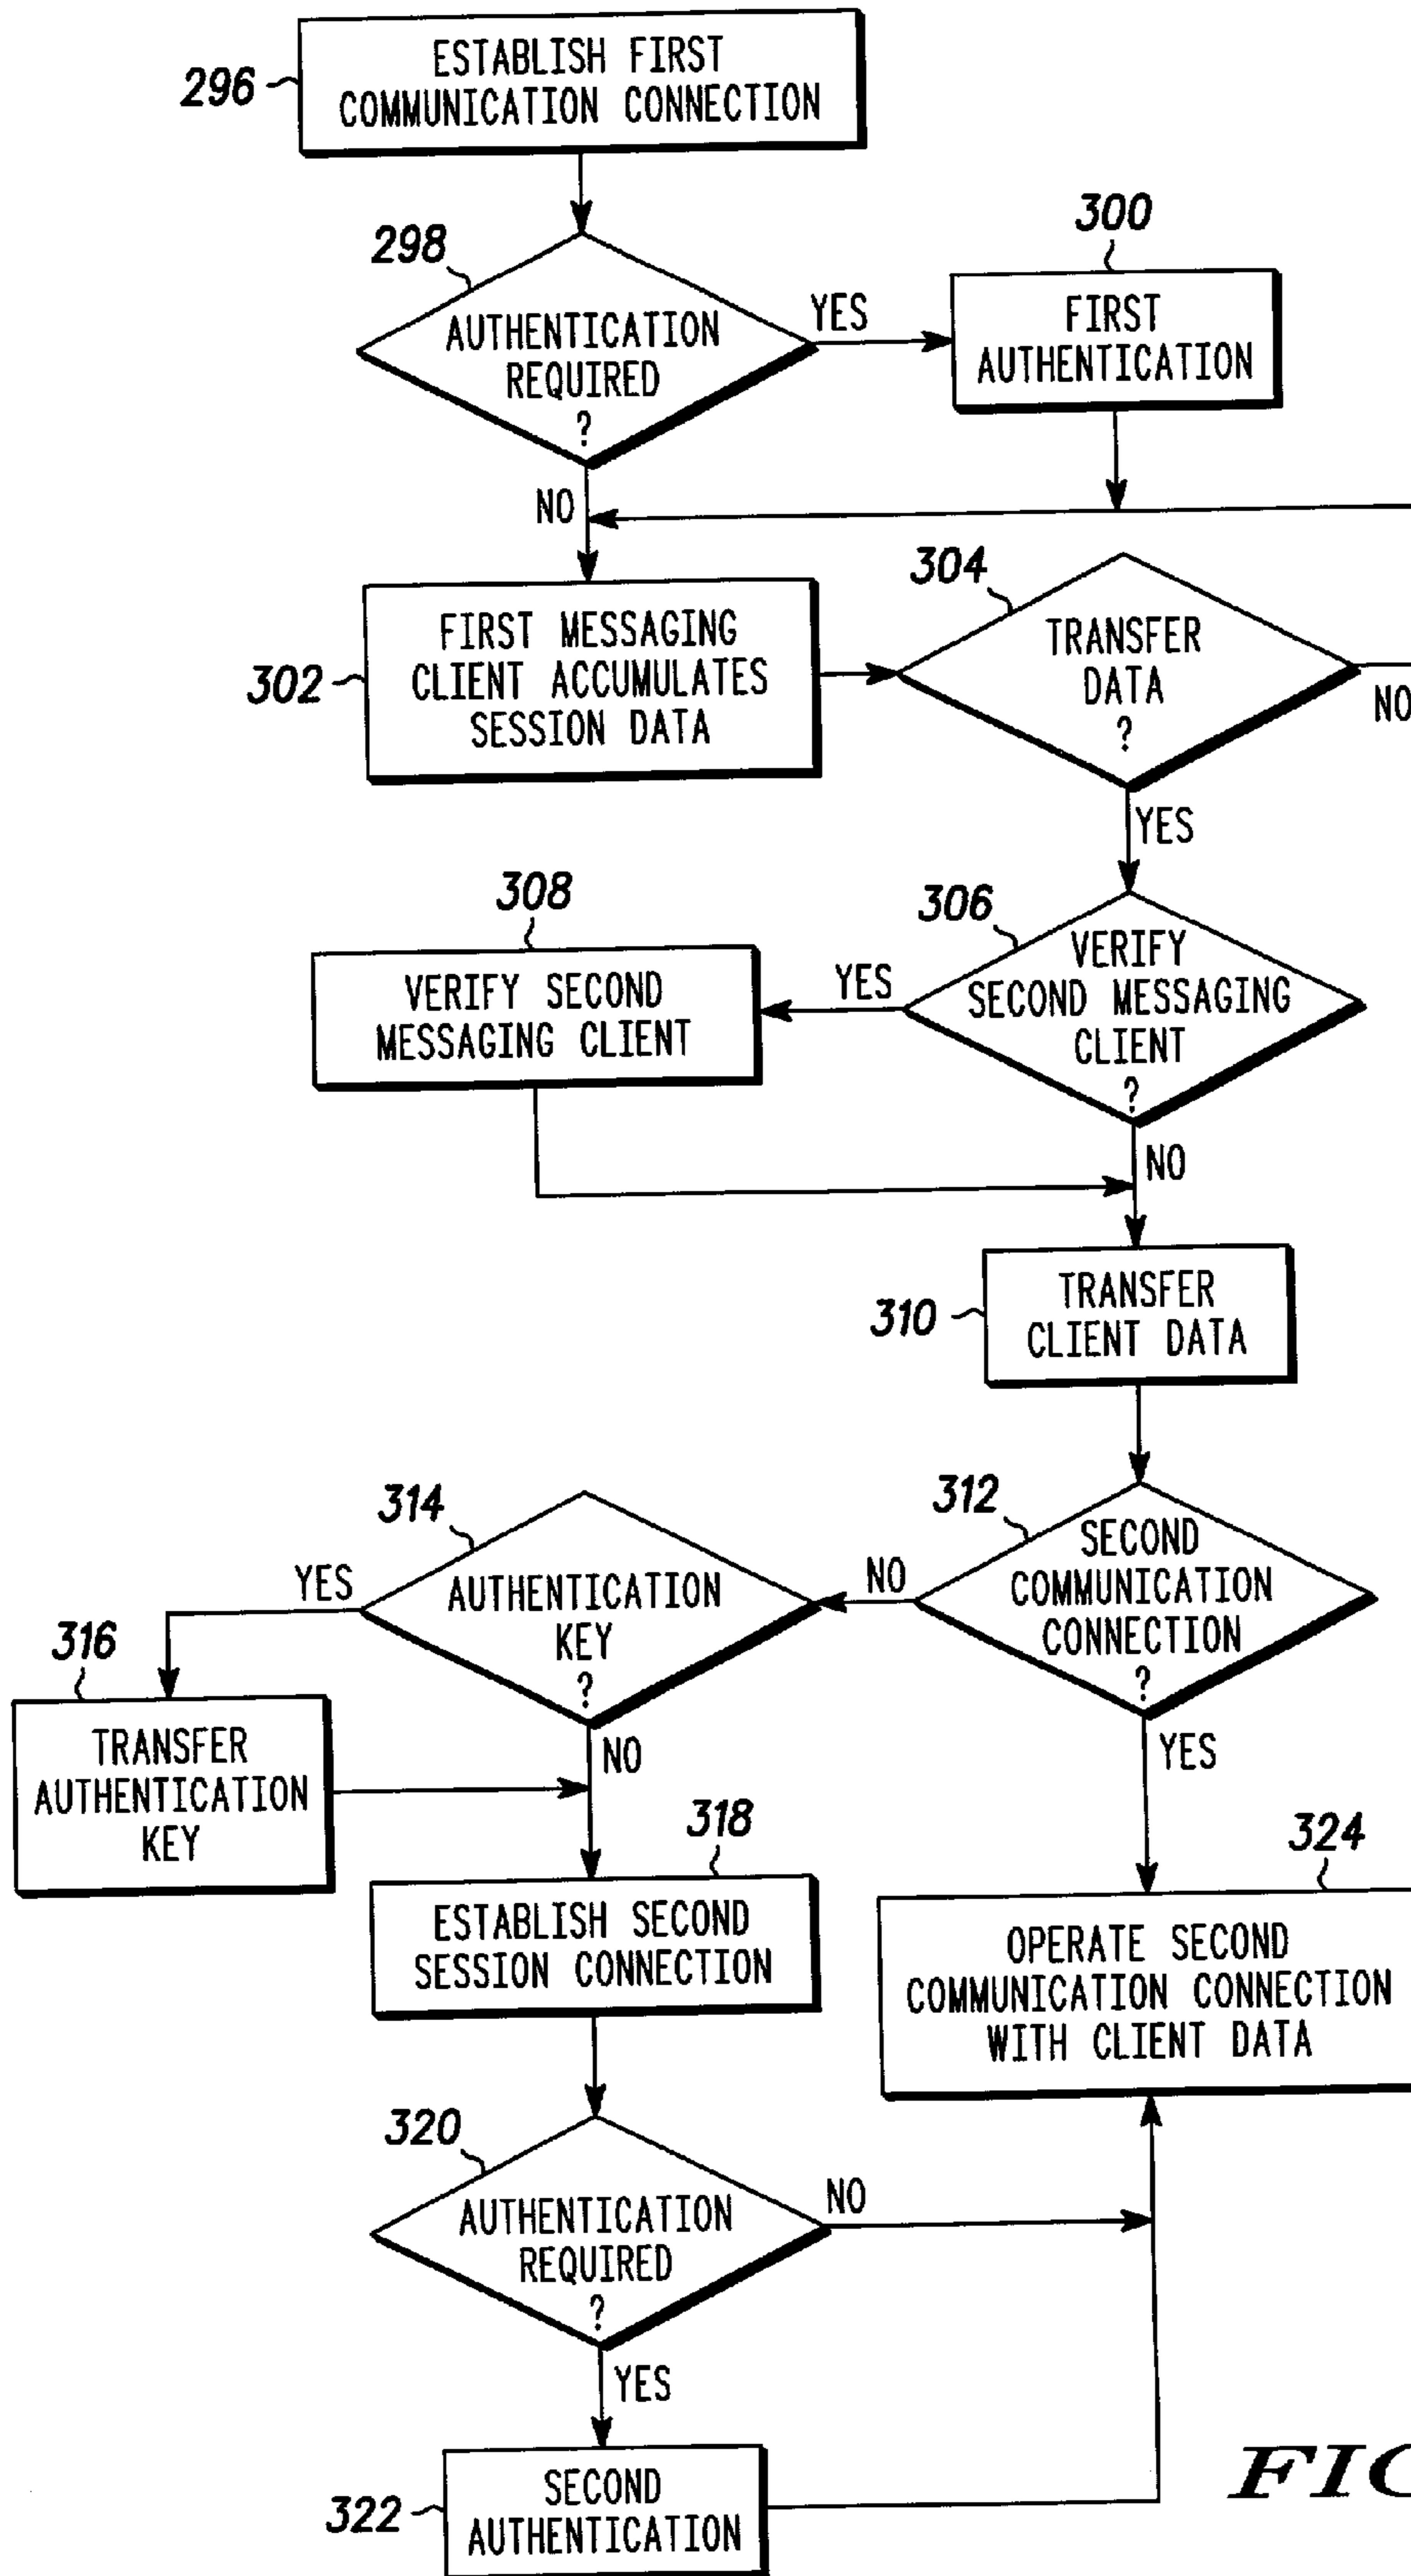 296
ESTABLISH FIRST
COMMUNICATION CONNECTION
298
AUTHENTICATION
REQUIRED
?
YES
300
FIRST
AUTHENTICATION
NO
302
FIRST MESSAGING
CLIENT ACCUMULATES
SESSION DATA
304
TRANSFER
DATA
?
NO
YES
306
VERIFY
SECOND MESSAGING
CLIENT
?
YES
308
VERIFY SECOND
MESSAGING CLIENT
NO
310
TRANSFER
CLIENT DATA
312
SECOND
COMMUNICATION
CONNECTION
?
NO
314
AUTHENTICATION
KEY
?
YES
316
TRANSFER
AUTHENTICATION
KEY
NO
YES
318
ESTABLISH SECOND
SESSION CONNECTION
324
OPERATE SECOND
COMMUNICATION CONNECTION
WITH CLIENT DATA
320
AUTHENTICATION
REQUIRED
?
NO
YES
322
SECOND
AUTHENTICATION
FIG